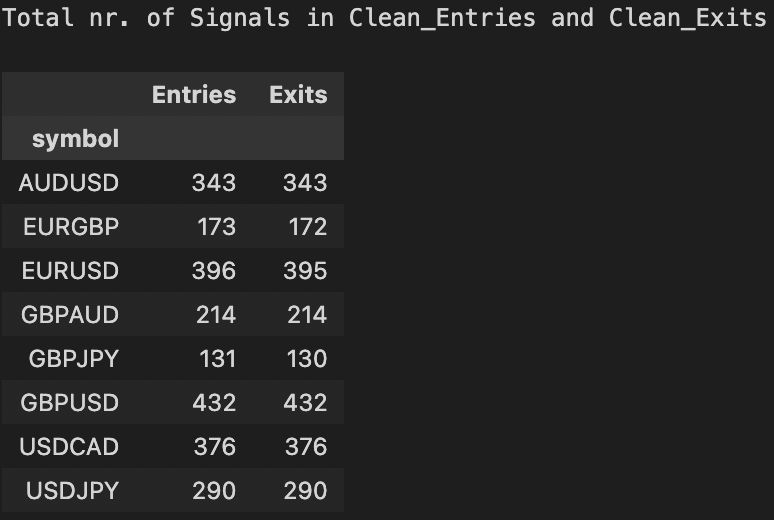 Total nr. of Signals in Clean_Entries and Clean_Exits
Entries Exits
symbol
AUDUSD 343 343
EURGBP 173 172
EURUSD 396 395
GBPAUD 214 214
GBPJPY 131 130
GBPUSD 432 432
USDCAD 376 376
USDJPY 290 290